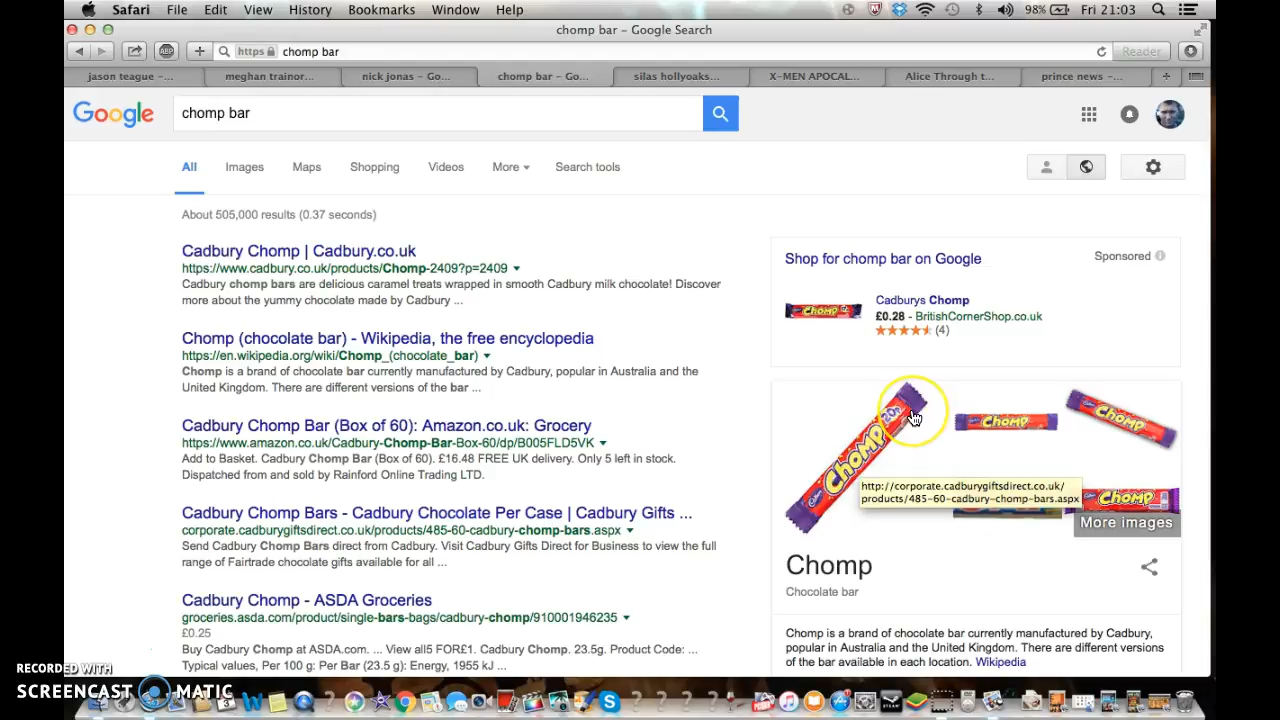 Safari File Edit View History Bookmarks Window Help 98% Fri 21:03
chomp bar – Google Search
ABP + https chomp bar Reader
jason teague –... meghan trainor... nick jonas – Go... chomp bar – Go... silas hollyoaks... X-MEN APOCAL... Alice Through t... prince news –... +
Google chomp bar
All Images Maps Shopping Videos More Search tools
About 505,000 results (0.37 seconds)
Cadbury Chomp | Cadbury.co.uk
https://www.cadbury.co.uk/products/Chomp-2409?p=2409
Cadbury chomp bars are delicious caramel treats wrapped in smooth Cadbury milk chocolate! Discover
more about the yummy chocolate made by Cadbury ...
Chomp (chocolate bar) - Wikipedia, the free encyclopedia
https://en.wikipedia.org/wiki/Chomp_(chocolate_bar)
Chomp is a brand of chocolate bar currently manufactured by Cadbury, popular in Australia and the
United Kingdom. There are different versions of the bar ...
Cadbury Chomp Bar (Box of 60): Amazon.co.uk: Grocery
https://www.amazon.co.uk/Cadbury-Chomp-Bar-Box-60/dp/B005FLD5VK
Add to Basket. Cadbury Chomp Bar (Box of 60). £16.48 FREE UK delivery. Only 5 left in stock.
Dispatched from and sold by Rainford Online Trading LTD.
Cadbury Chomp Bars - Cadbury Chocolate Per Case | Cadbury Gifts ...
corporate.cadburygiftsdirect.co.uk/products/485-60-cadbury-chomp-bars.aspx
Send Cadbury Chomp Bars direct from Cadbury. Visit Cadbury Gifts Direct for Business to view the full
range of Fairtrade chocolate gifts available for all ...
Cadbury Chomp - ASDA Groceries
groceries.asda.com/product/single-bars-bags/cadbury-chomp/910001946235
£0.25
Buy Cadbury Chomp at ASDA.com. ... View all5 FOR£1. Cadbury Chomp. 23.5g. Product Code: ...
Typical values, Per 100 g: Per Bar (23.5 g): Energy, 1955 kJ ...
Shop for chomp bar on Google Sponsored
CHOMP
Cadburys Chomp
£0.28 - BritishCornerShop.co.uk
(4)
Cadbury CHOMP 20p
CHOMP
CHOMP
CHOMP
http://corporate.cadburygiftsdirect.co.uk/
products/485-60-cadbury-chomp-bars.aspx
More images
Chomp
Chocolate bar
Chomp is a brand of chocolate bar currently manufactured by Cadbury,
popular in Australia and the United Kingdom. There are different versions
of the bar available in each location. Wikipedia
RECORDED WITH
SCREENCAST MATIC